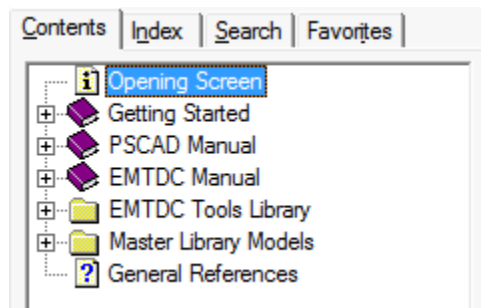 Contents Index Search Favorites
Opening Screen
Getting Started
PSCAD Manual
EMTDC Manual
EMTDC Tools Library
Master Library Models
General References